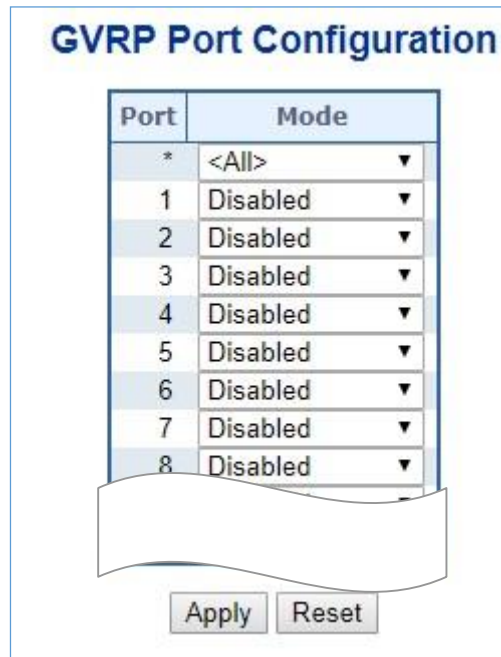 GVRP Port Configuration
Port Mode
* <All>
1 Disabled
2 Disabled
3 Disabled
4 Disabled
5 Disabled
6 Disabled
7 Disabled
8 Disabled
Apply Reset